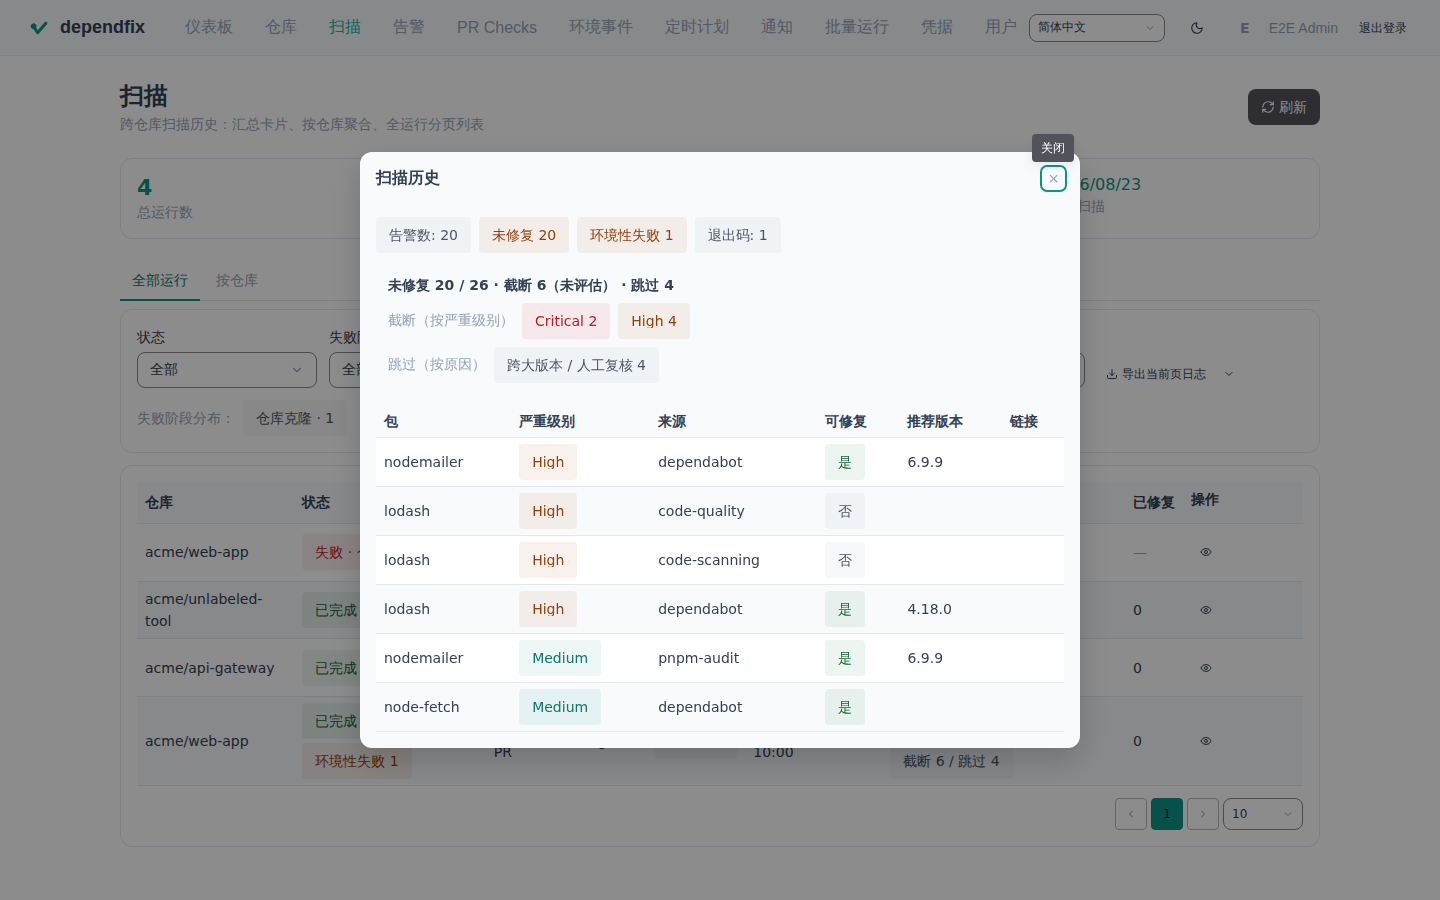 dependfix 仪表板 仓库 扫描 告警 PR Checks 环境事件 定时计划 通知 批量运行 凭据 用户 简体中文 E E2E Admin 退出登录
扫描
跨仓库扫描历史：汇总卡片、按仓库聚合、全运行分页列表
刷新
4
总运行数
6/08/23
扫描
全部运行 按仓库
状态
全部
导出当前页日志
失败阶段分布：
仓库克隆 · 1
仓库 状态 已修复 操作
acme/web-app 失败 · —
acme/unlabeled-
tool
已完成 0
acme/api-gateway 已完成 0
acme/web-app 已完成 0
环境性失败 1
PR
10:00
截断 6 / 跳过 4
1
10
关闭
扫描历史
告警数: 20 未修复 20 环境性失败 1 退出码: 1
未修复 20 / 26 · 截断 6（未评估） · 跳过 4
截断（按严重级别） Critical 2 High 4
跳过（按原因） 跨大版本 / 人工复核 4
包 严重级别 来源 可修复 推荐版本 链接
nodemailer High dependabot 是 6.9.9
lodash High code-quality 否
lodash High code-scanning 否
lodash High dependabot 是 4.18.0
nodemailer Medium pnpm-audit 是 6.9.9
node-fetch Medium dependabot 是